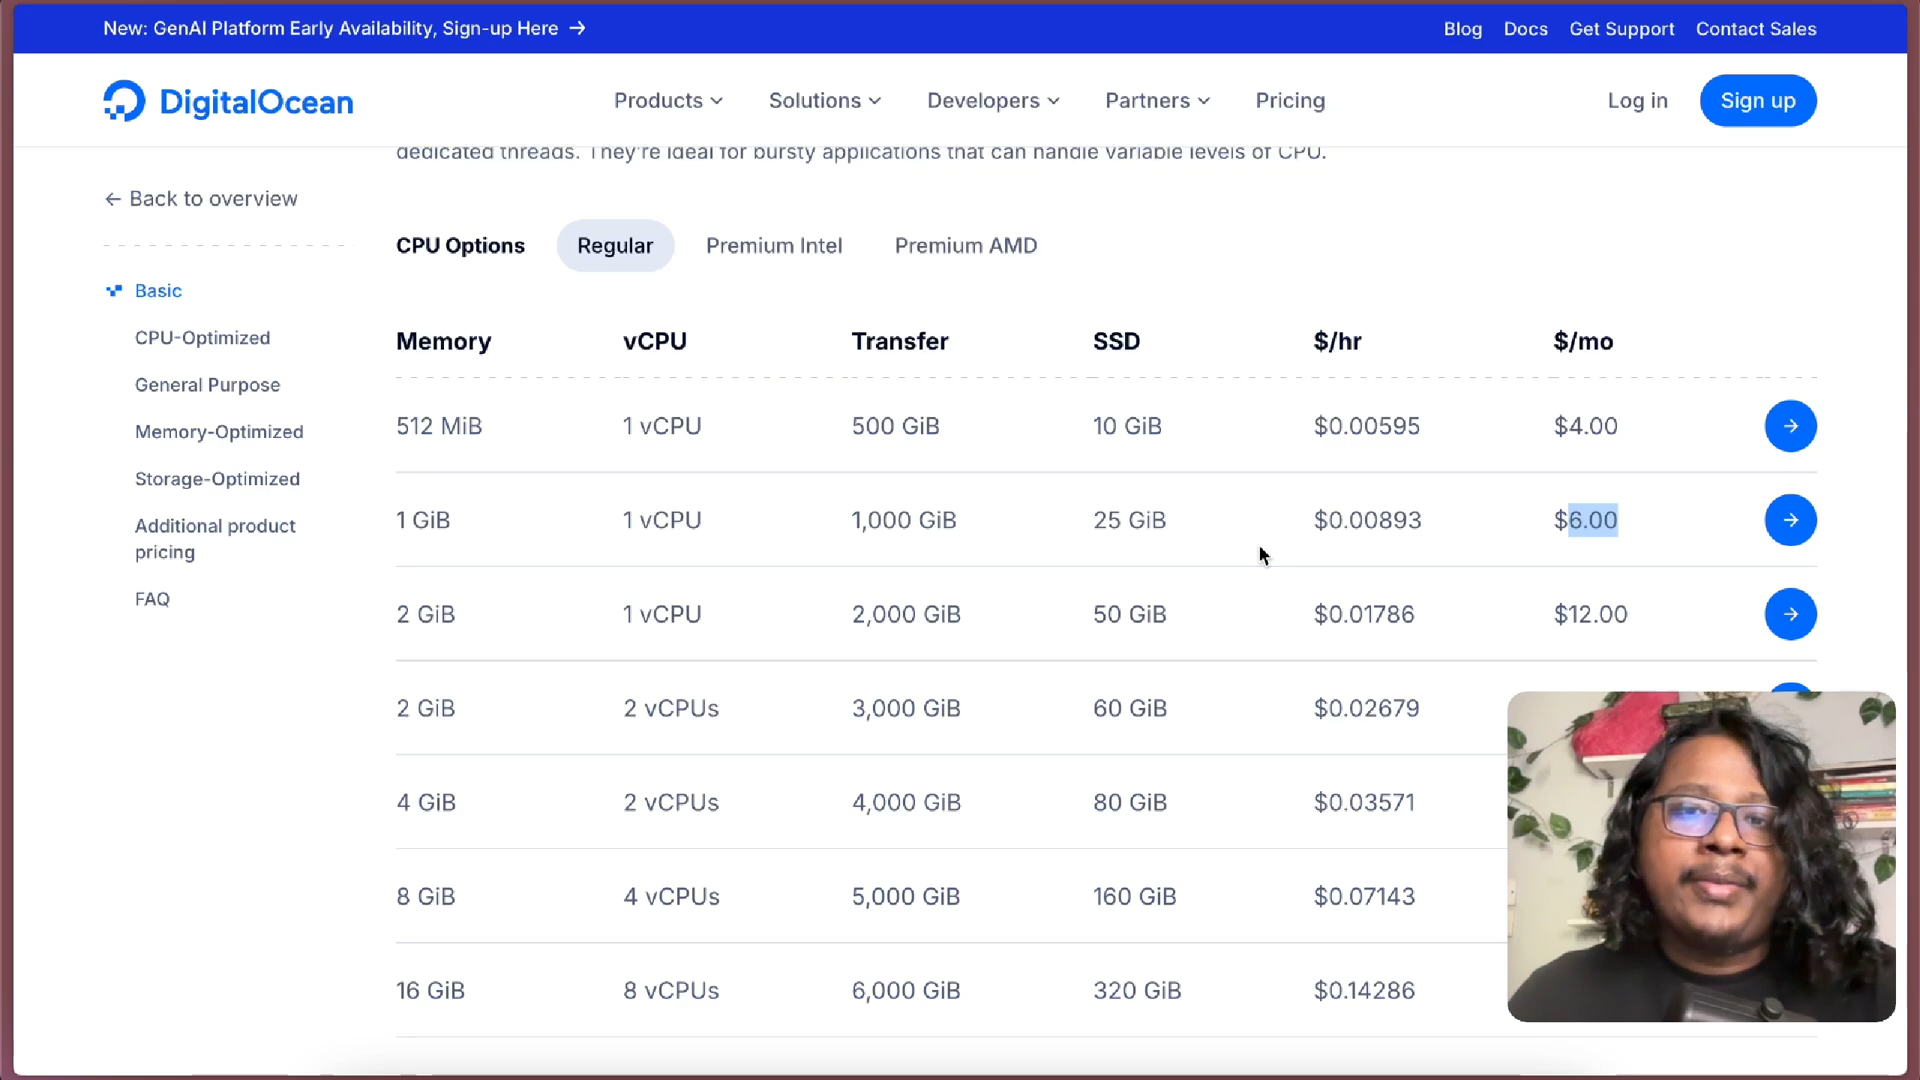 New: GenAI Platform Early Availability, Sign-up Here →
Blog Docs Get Support Contact Sales
DigitalOcean
Products Solutions Developers Partners Pricing
Log in Sign up
dedicated threads. They're ideal for bursty applications that can handle variable levels of CPU.
← Back to overview
CPU Options Regular Premium Intel Premium AMD
Basic
CPU-Optimized
General Purpose
Memory-Optimized
Storage-Optimized
Additional product
pricing
FAQ
Memory vCPU Transfer SSD $/hr $/mo
512 MiB 1 vCPU 500 GiB 10 GiB $0.00595 $4.00 →
1 GiB 1 vCPU 1,000 GiB 25 GiB $0.00893 $6.00 →
2 GiB 1 vCPU 2,000 GiB 50 GiB $0.01786 $12.00 →
2 GiB 2 vCPUs 3,000 GiB 60 GiB $0.02679
4 GiB 2 vCPUs 4,000 GiB 80 GiB $0.03571
8 GiB 4 vCPUs 5,000 GiB 160 GiB $0.07143
16 GiB 8 vCPUs 6,000 GiB 320 GiB $0.14286